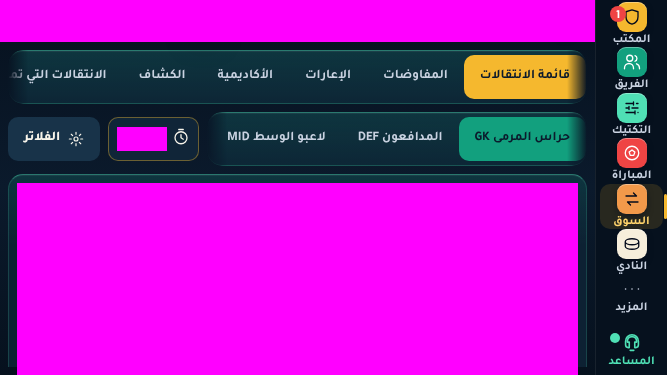 1
المكتب
الفريق
التكتيك
المباراة
السوق
النادي
...
المزيد
المساعد
قائمة الانتقالات المفاوضات الإعارات الأكاديمية الكشاف الانتقالات التي
حراس المرمى GK المدافعون DEF لاعبو الوسط MID
الفلاتر